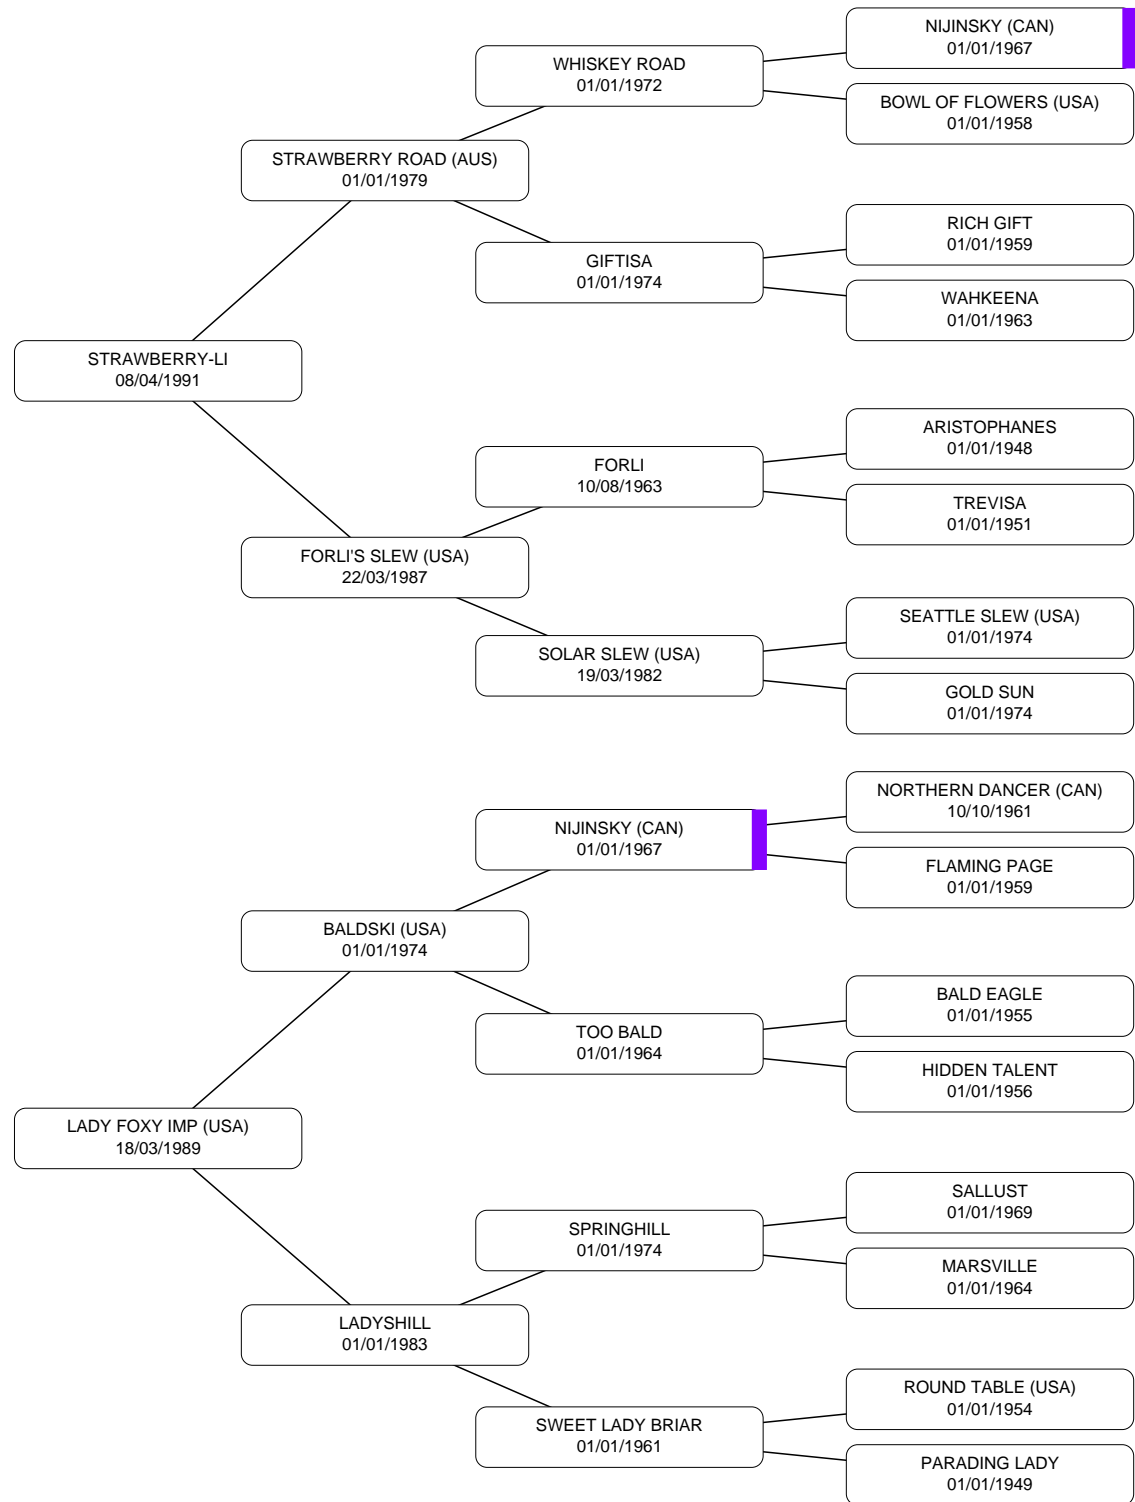 NIJINSKY (CAN)
01/01/1967
WHISKEY ROAD
01/01/1972
BOWL OF FLOWERS (USA)
01/01/1958
STRAWBERRY ROAD (AUS)
01/01/1979
RICH GIFT
01/01/1959
GIFTISA
01/01/1974
WAHKEENA
01/01/1963
STRAWBERRY-LI
08/04/1991
ARISTOPHANES
01/01/1948
FORLI
10/08/1963
TREVISA
01/01/1951
FORLI'S SLEW (USA)
22/03/1987
SEATTLE SLEW (USA)
01/01/1974
SOLAR SLEW (USA)
19/03/1982
GOLD SUN
01/01/1974
NORTHERN DANCER (CAN)
10/10/1961
NIJINSKY (CAN)
01/01/1967
FLAMING PAGE
01/01/1959
BALDSKI (USA)
01/01/1974
BALD EAGLE
01/01/1955
TOO BALD
01/01/1964
HIDDEN TALENT
01/01/1956
LADY FOXY IMP (USA)
18/03/1989
SALLUST
01/01/1969
SPRINGHILL
01/01/1974
MARSVILLE
01/01/1964
LADYSHILL
01/01/1983
ROUND TABLE (USA)
01/01/1954
SWEET LADY BRIAR
01/01/1961
PARADING LADY
01/01/1949